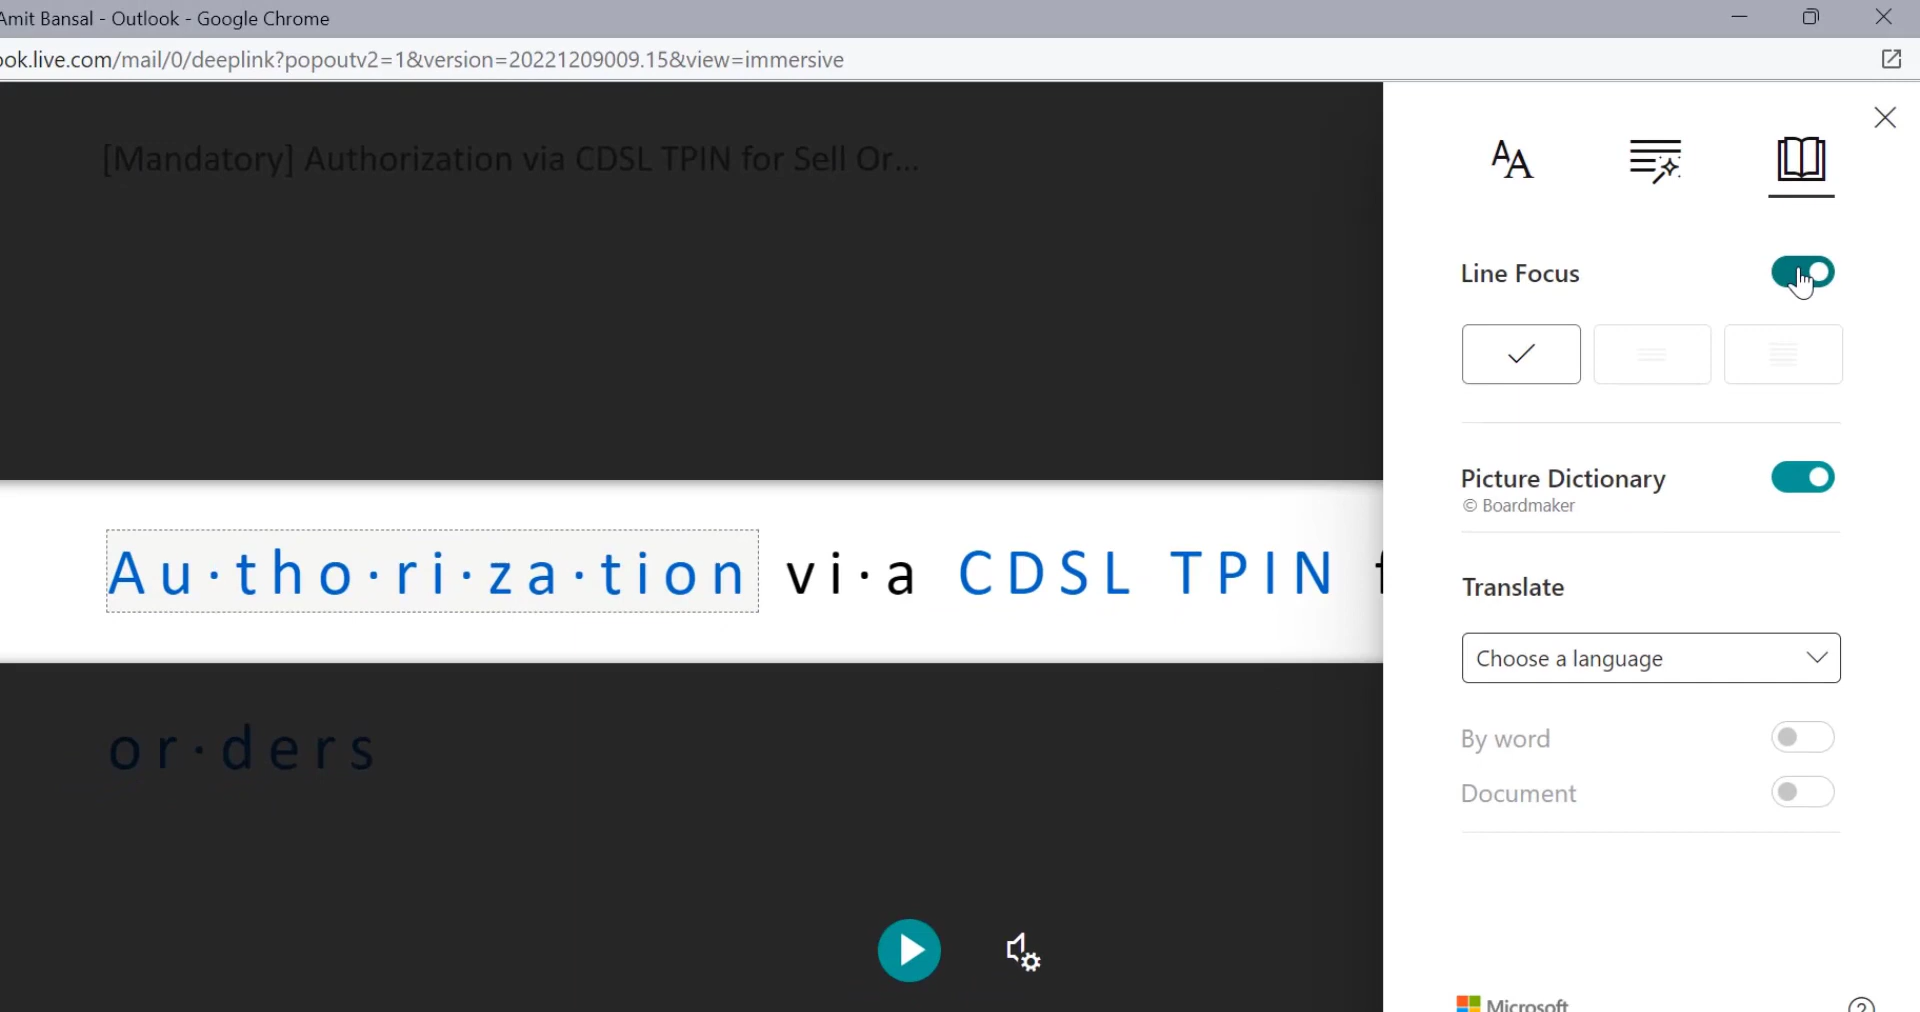 Amit Bansal - Outlook - Google Chrome
ook.live.com/mail/0/deeplink?popoutv2=1&version=20221209009.15&view=immersive
[Mandatory] Authorization via CDSL TPIN for Sell Or...
AA
Line Focus
Picture Dictionary
© Boardmaker
Au·tho·ri·za·tion vi·a CDSL TPIN f
Translate
Choose a language
or·ders
By word
Document
Microsoft
?